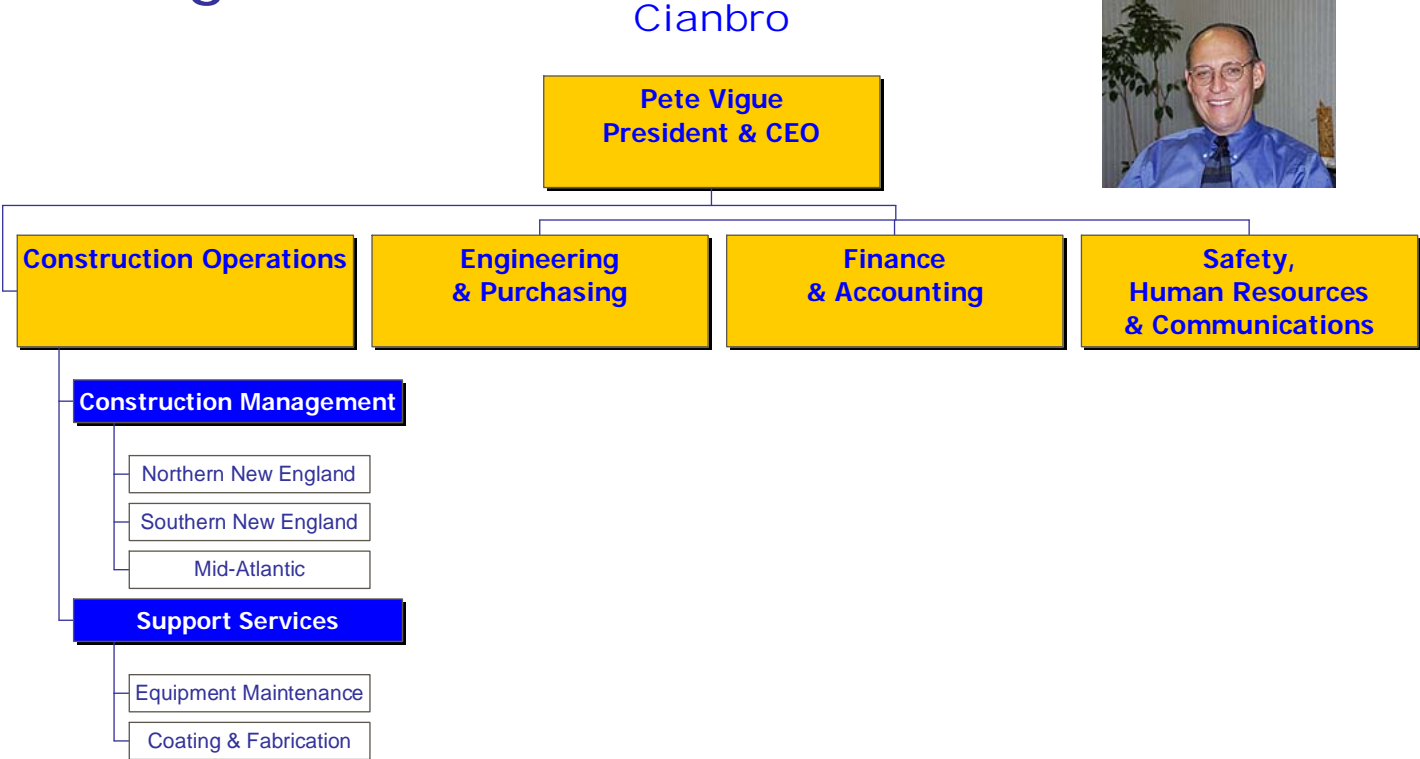 Cianbro
Pete Vigue
President & CEO
Construction Operations
Engineering
& Purchasing
Finance
& Accounting
Safety,
Human Resources
& Communications
Construction Management
Northern New England
Southern New England
Mid-Atlantic
Support Services
Equipment Maintenance
Coating & Fabrication